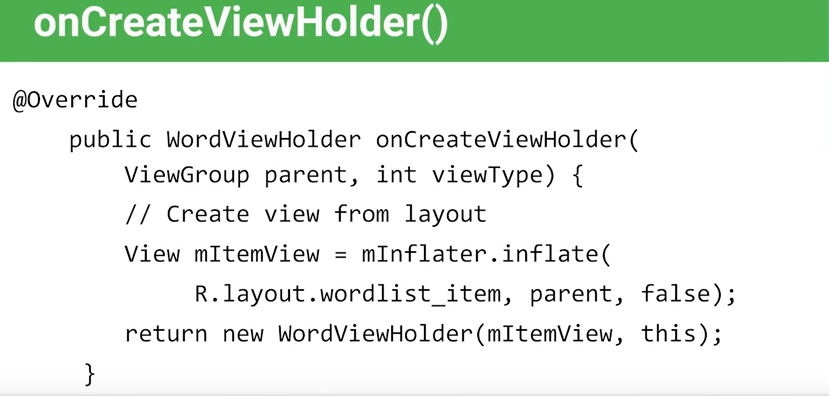 onCreateViewHolder()
@Override
public WordViewHolder onCreateViewHolder(
ViewGroup parent, int viewType) {
// Create view from layout
View mItemView = mInflater.inflate(
R.layout.wordlist_item, parent, false);
return new WordViewHolder(mItemView, this);
}